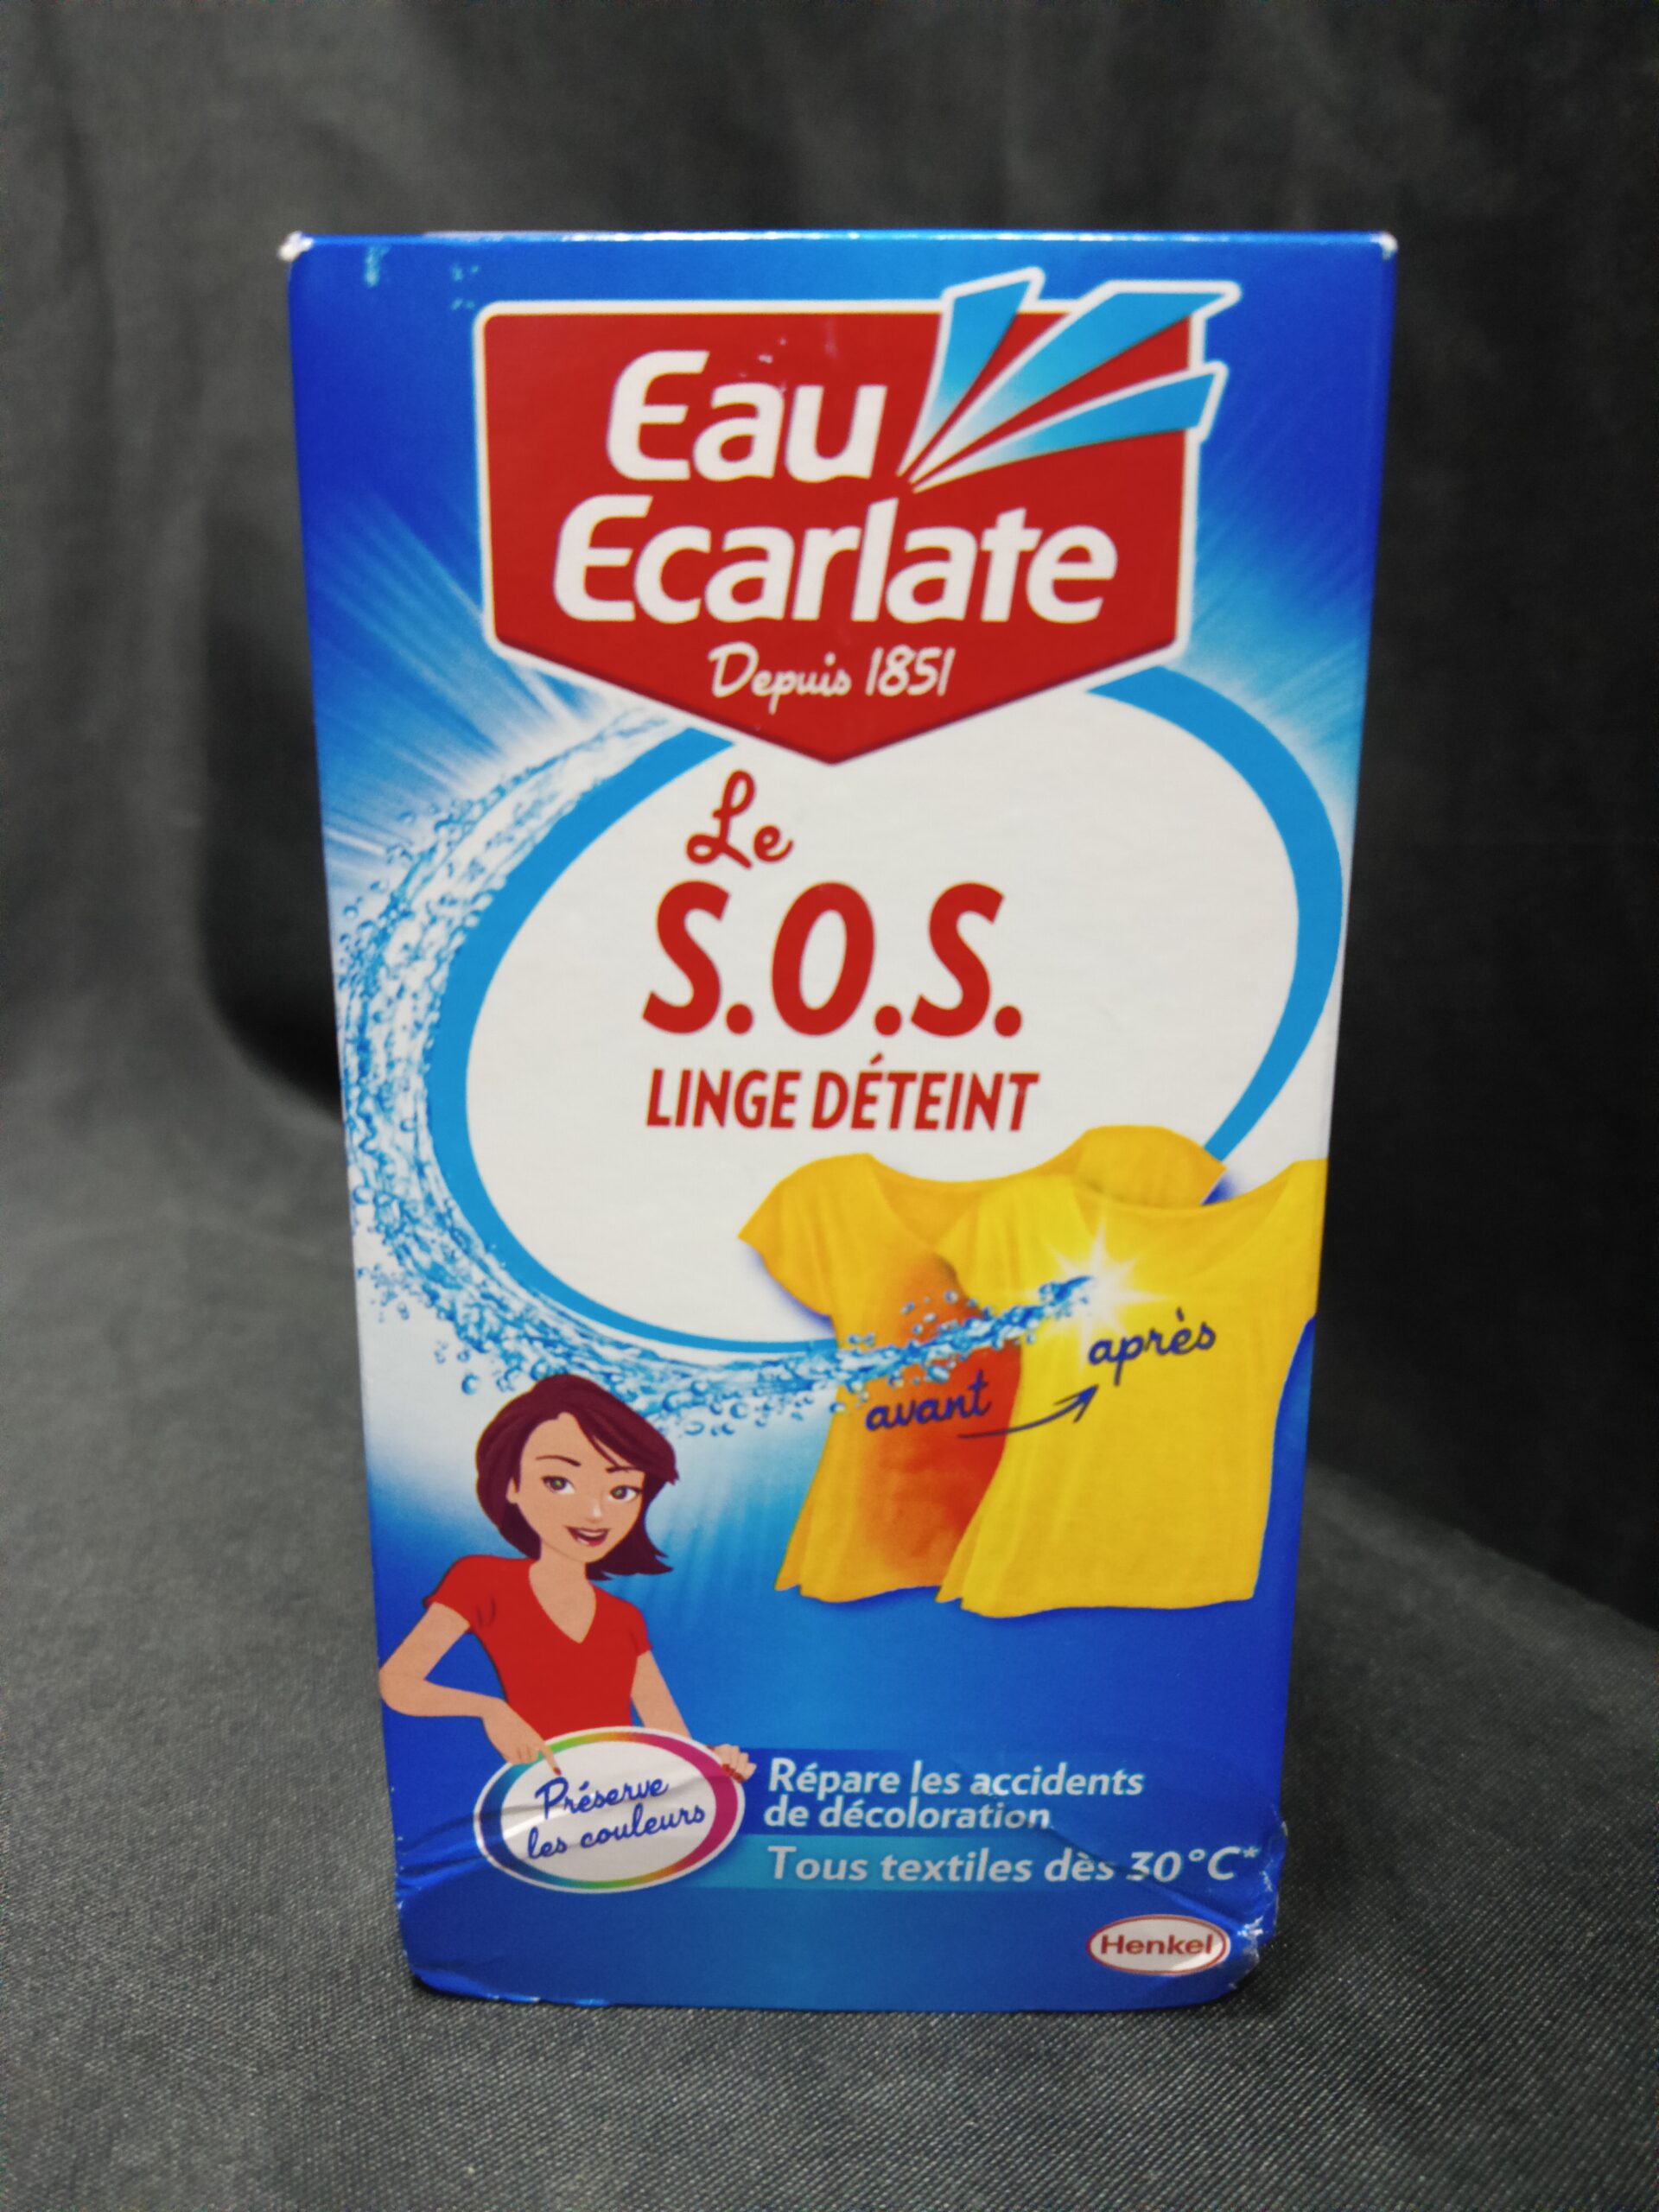 Eau
Ecarlate
Depuis 1851
Le
S.O.S.
LINGE DÉTEINT
avant
après
Préserve
les couleurs
Répare les accidents
de décoloration
Tous textiles dès 30°C*
Henkel